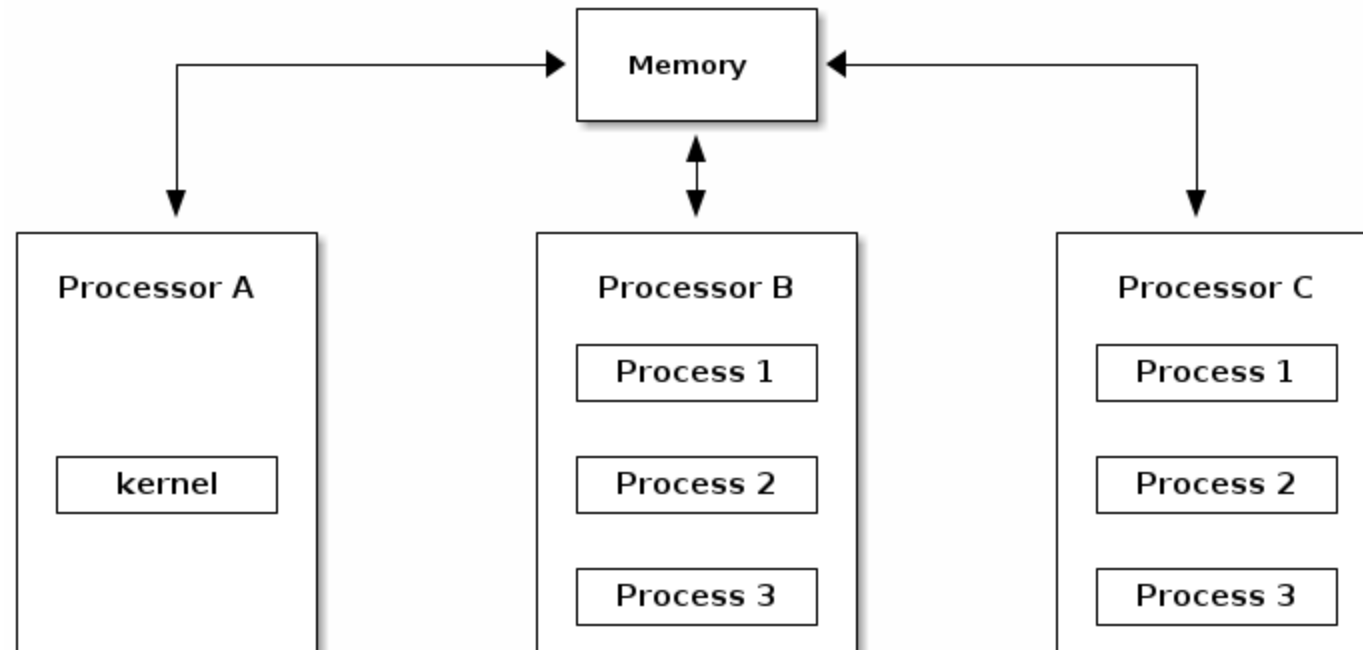 Memory
Processor A
Processor B
Processor C
Process 1
Process 1
kernel
Process 2
Process 2
Process 3
Process 3